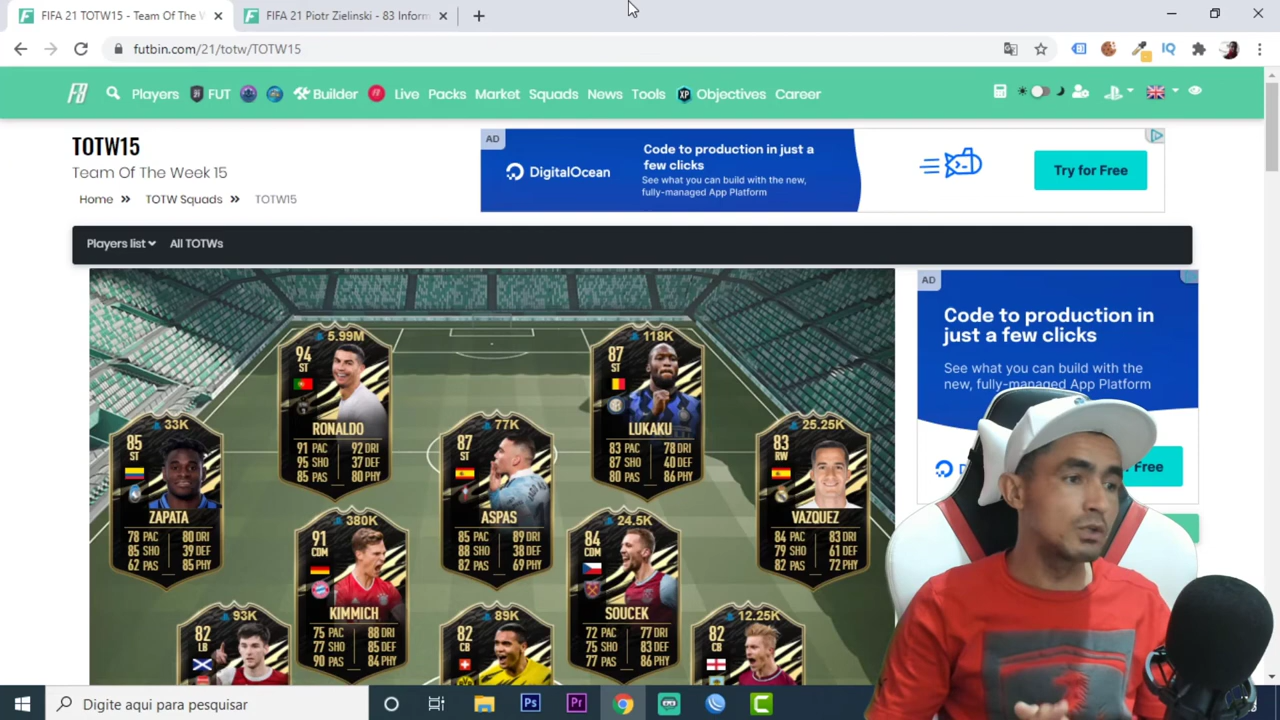 FIFA 21 TOTW15 - Team Of The W
FIFA 21 Piotr Zielinski - 83 Inform
futbin.com/21/totw/TOTW15
IQ
Players
FUT
Builder
Live
Packs
Market
Squads
News
Tools
XP
Objectives
Career
TOTW15
Team Of The Week 15
Home
TOTW Squads
TOTW15
AD
DigitalOcean
Code to production in just a
few clicks
See what you can build with the new,
fully-managed App Platform
Try for Free
Players list
All TOTWs
5.99M
94
ST
RONALDO
91 PAC 92 DRI
95 SHO 37 DEF
85 PAS 80 PHY
118K
87
ST
LUKAKU
83 PAC 78 DRI
87 SHO 40 DEF
80 PAS 86 PHY
33K
85
ST
ZAPATA
78 PAC 80 DRI
85 SHO 39 DEF
62 PAS 85 PHY
77K
87
ST
ASPAS
85 PAC 89 DRI
88 SHO 38 DEF
82 PAS 69 PHY
25.25K
83
RW
VAZQUEZ
84 PAC 83 DRI
79 SHO 61 DEF
82 PAS 72 PHY
380K
91
CDM
KIMMICH
75 PAC 88 DRI
77 SHO 85 DEF
90 PAS 84 PHY
24.5K
84
CDM
SOUCEK
72 PAC 77 DRI
75 SHO 83 DEF
77 PAS 86 PHY
93K
82
LB
89K
82
CB
12.25K
82
CB
AD
Code to production in
just a few clicks
See what you can build with the
new, fully-managed App Platform
Free
Digite aqui para pesquisar
Ps
Pr